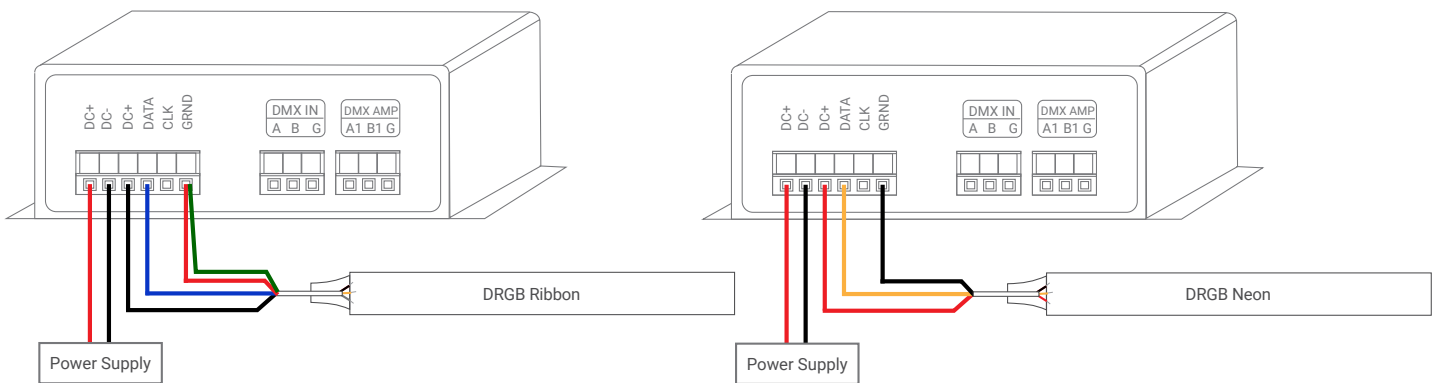 DC+
DC-
DC+
DATA
CLK
GRND
DMX IN
A B G
DMX AMP
A1 B1 G
DRGB Ribbon
Power Supply
DC+
DC-
DC+
DATA
CLK
GRND
DMX IN
A B G
DMX AMP
A1 B1 G
DRGB Neon
Power Supply